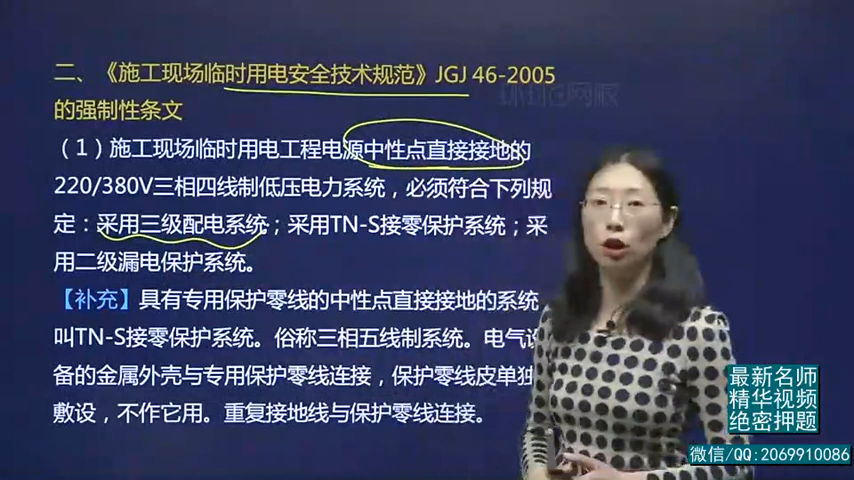 二、《施工现场临时用电安全技术规范》JGJ 46-2005
的强制性条文
（1）施工现场临时用电工程电源中性点直接接地的
220/380V三相四线制低压电力系统，必须符合下列规
定：采用三级配电系统；采用TN-S接零保护系统；采
用二级漏电保护系统。
【补充】具有专用保护零线的中性点直接接地的系统
叫TN-S接零保护系统。俗称三相五线制系统。电气
备的金属外壳与专用保护零线连接，保护零线皮单独
敷设，不作它用。重复接地线与保护零线连接。
最新名师
精华视频
绝密押题
微信/QQ:2069910086